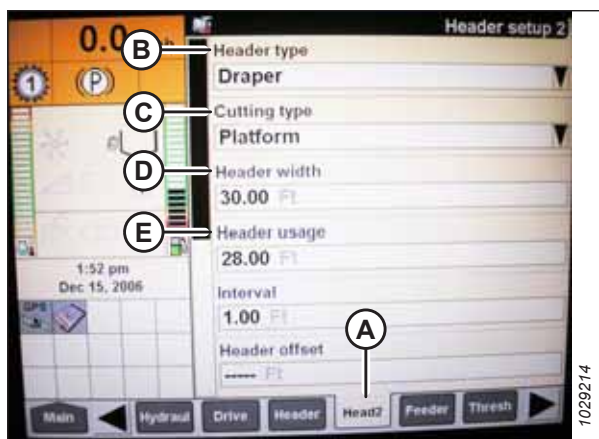 0.0
Header setup 2
B
Header type
1
(P)
Draper
C
Cutting type
Platform
D
Header width
30.00 Ft
E
Header usage
28.00 Ft
1:52 pm
Dec 15, 2006
Interval
1.00 Ft
GPS
A
Header offset
----- Ft
Main
Hydraul
Drive
Header
Head2
Feeder
Thresh
1029214